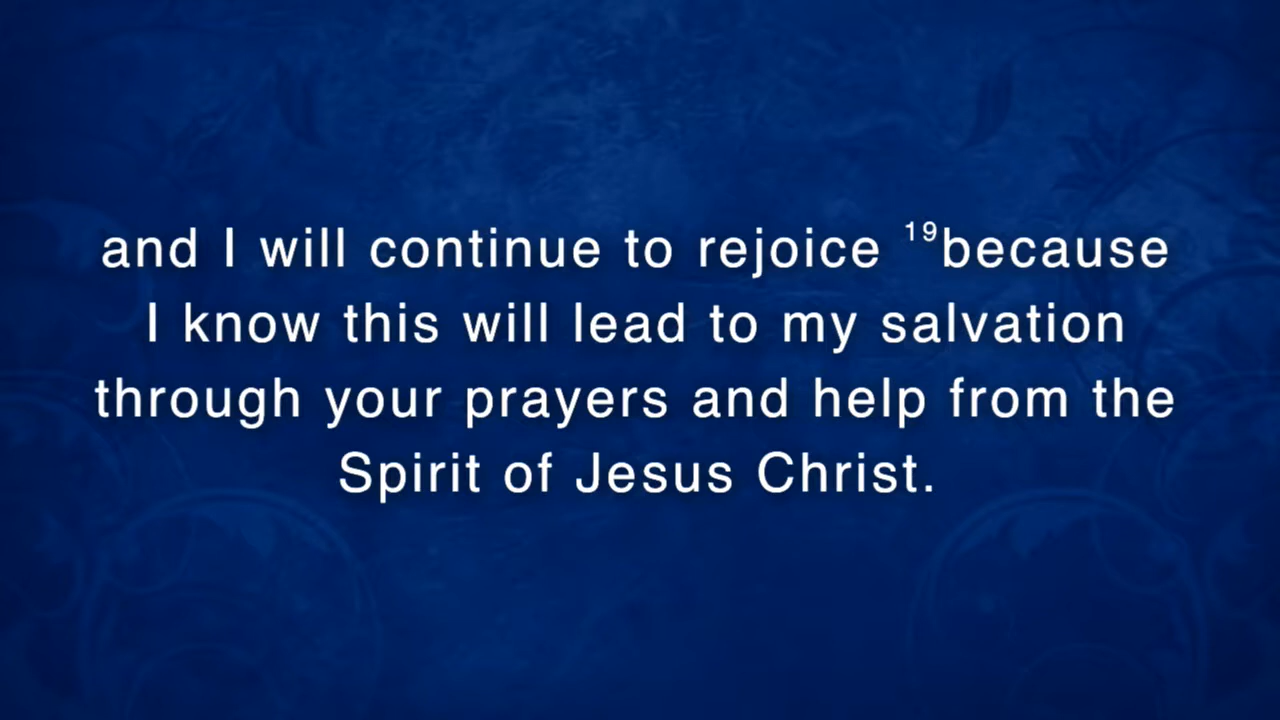 and I will continue to rejoice ¹⁹because
I know this will lead to my salvation
through your prayers and help from the
Spirit of Jesus Christ.